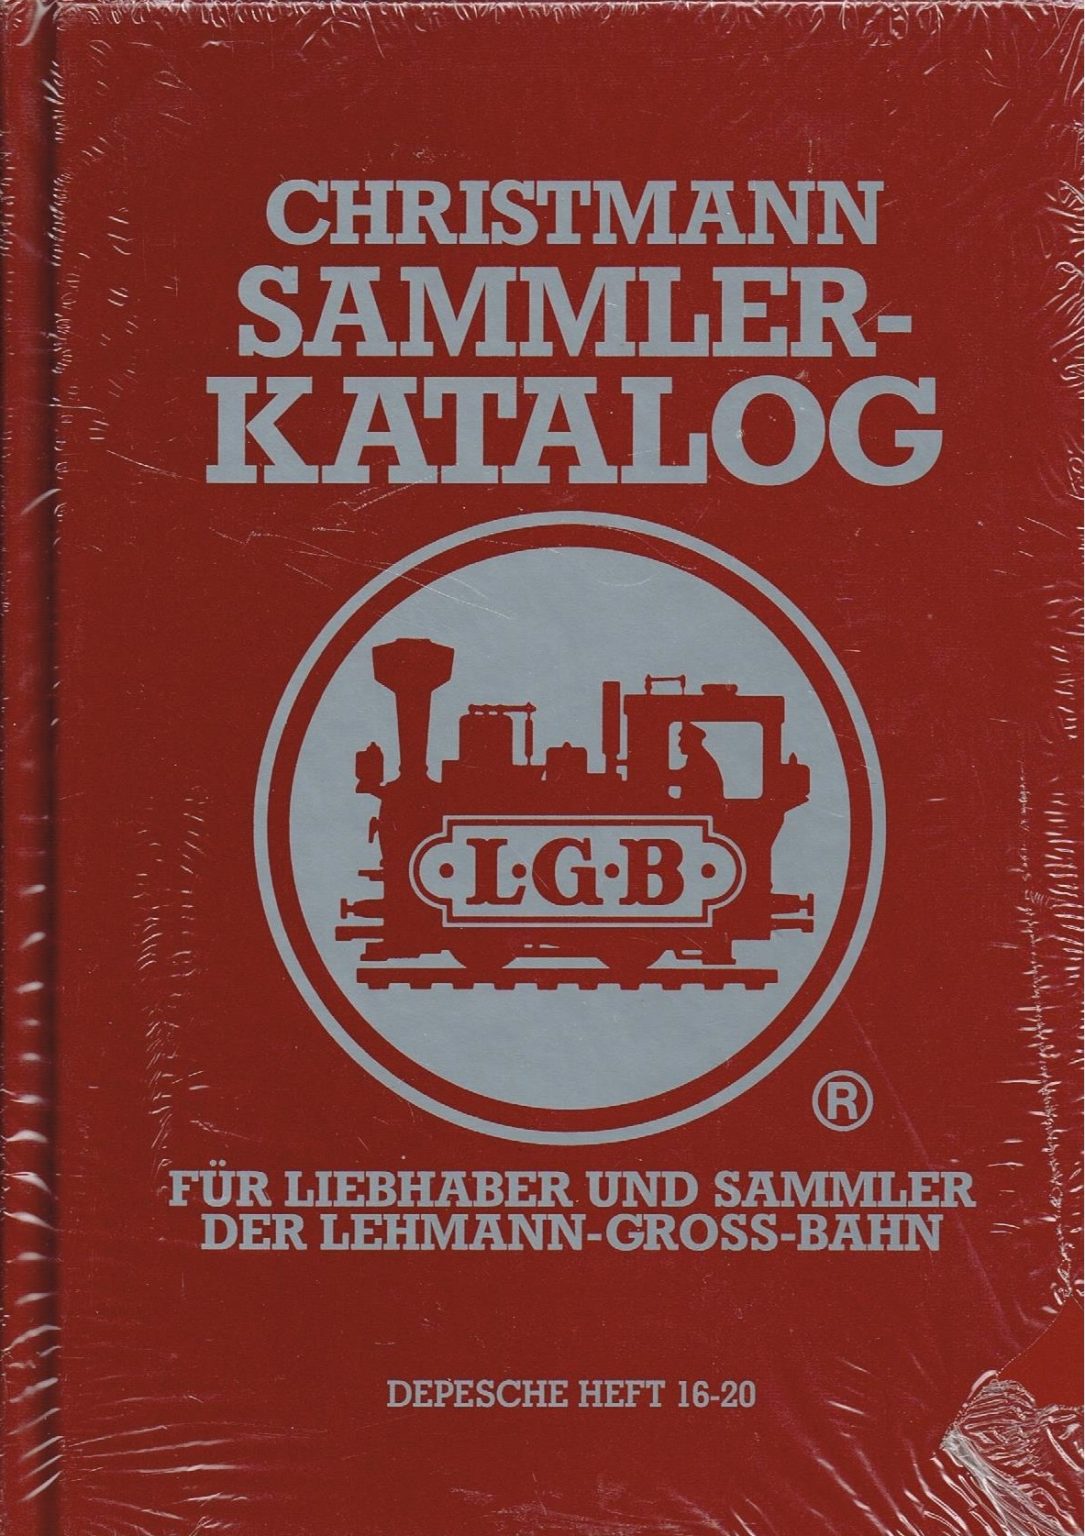 CHRISTMANN
SAMMLER-
KATALOG
L·G·B
®
FÜR LIEBHABER UND SAMMLER
DER LEHMANN-GROSS-BAHN
DEPESCHE HEFT 16-20